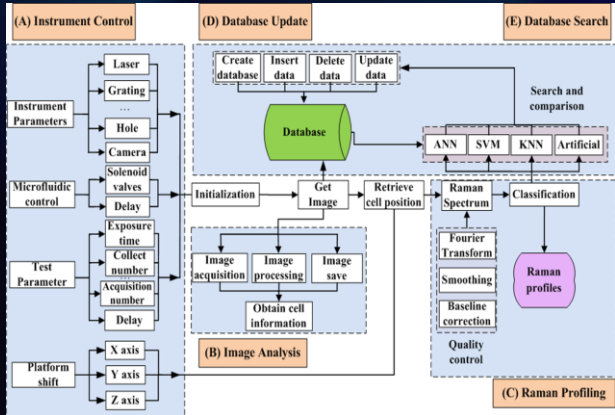 (A) Instrument Control
(D) Database Update
(E) Database Search
Instrument
Parameters
Laser
Grating
...
Hole
Camera
Microfluidic
control
Solenoid
valves
Delay
Test
Parameter
Exposure
time
Collect
number
...
Acquisition
number
Delay
Platform
shift
X axis
Y axis
Z axis
Create
database
Insert
data
Delete
data
Update
data
Database
Search and
comparison
ANN
SVM
KNN
Artificial
Initialization
Get
Image
Retrieve
cell position
Raman
Spectrum
Classification
Image
acquisition
Image
processing
Image
save
Obtain cell
information
(B) Image Analysis
Fourier
Transform
Smoothing
Baseline
correction
Quality
control
Raman
profiles
(C) Raman Profiling